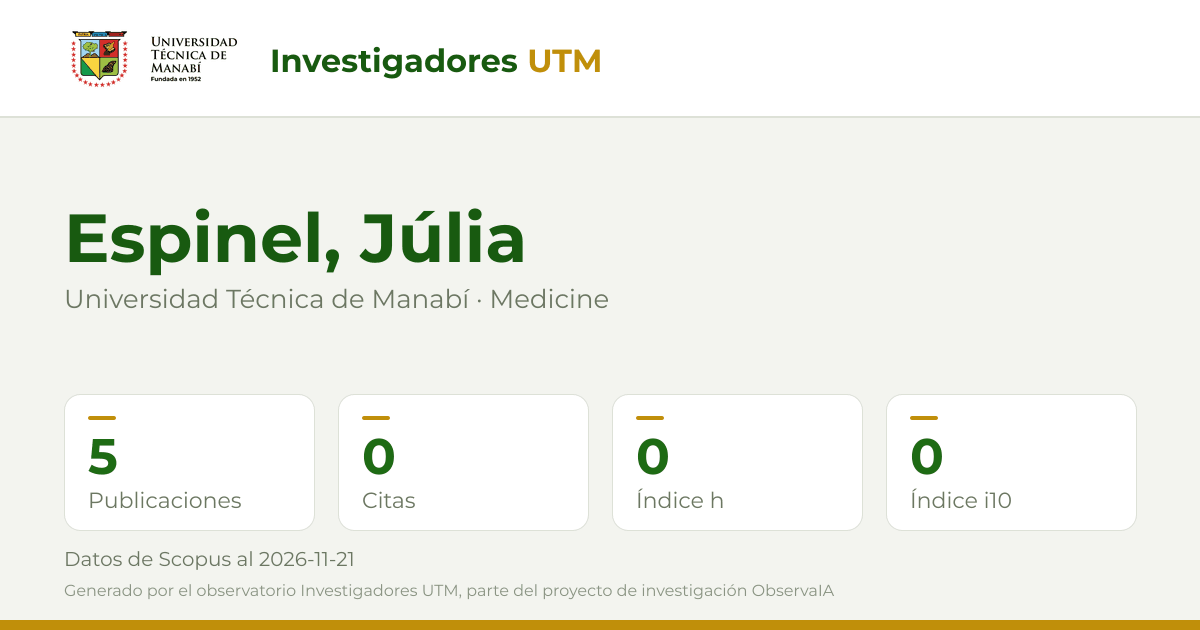 UNIVERSIDAD
TÉCNICA DE
MANABÍ
Fundada en 1952
Investigadores UTM
Espinel, Júlia
Universidad Técnica de Manabí · Medicine
5
Publicaciones
0
Citas
0
Índice h
0
Índice i10
Datos de Scopus al 2026-11-21
Generado por el observatorio Investigadores UTM, parte del proyecto de investigación ObservaIA